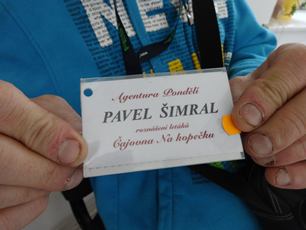 Agentura Pondělí
PAVEL ŠIMRAL
roznášení letáků
Čajovna Na kopečku